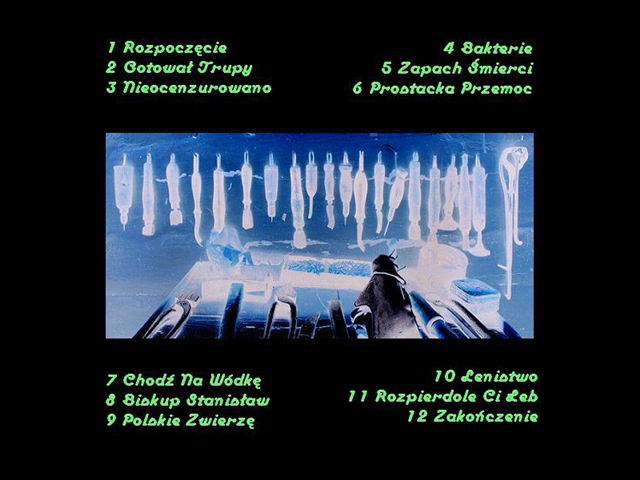 1 Rozpoczęcie
2 Gotował Trupy
3 Nieocenzurowano
4 Bakterie
5 Zapach Śmierci
6 Prostacka Przemoc
7 Chodź Na Wódkę
8 Biskup Stanisław
9 Polskie Zwierzę
10 Lenistwo
11 Rozpierdole Ci Łeb
12 Zakończenie